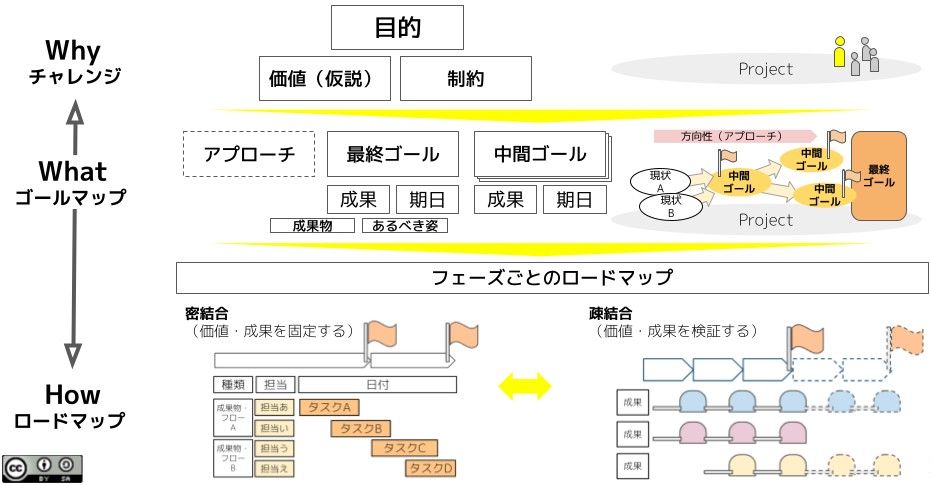 Why
チャレンジ
目的
価値（仮説）
制約
Project
What
ゴールマップ
アプローチ
最終ゴール
成果
期日
成果物
あるべき姿
中間ゴール
成果
期日
方向性（アプローチ）
現状
A
現状
B
中間
ゴール
中間
ゴール
中間
ゴール
最終
ゴール
Project
How
ロードマップ
フェーズごとのロードマップ
密結合
（価値・成果を固定する）
種類
担当
日付
成果物・
フロー
A
担当あ
タスクA
担当い
タスクB
成果物・
フロー
B
担当う
タスクC
担当え
タスクD
疎結合
（価値・成果を検証する）
成果
成果
成果
cc
BY SA